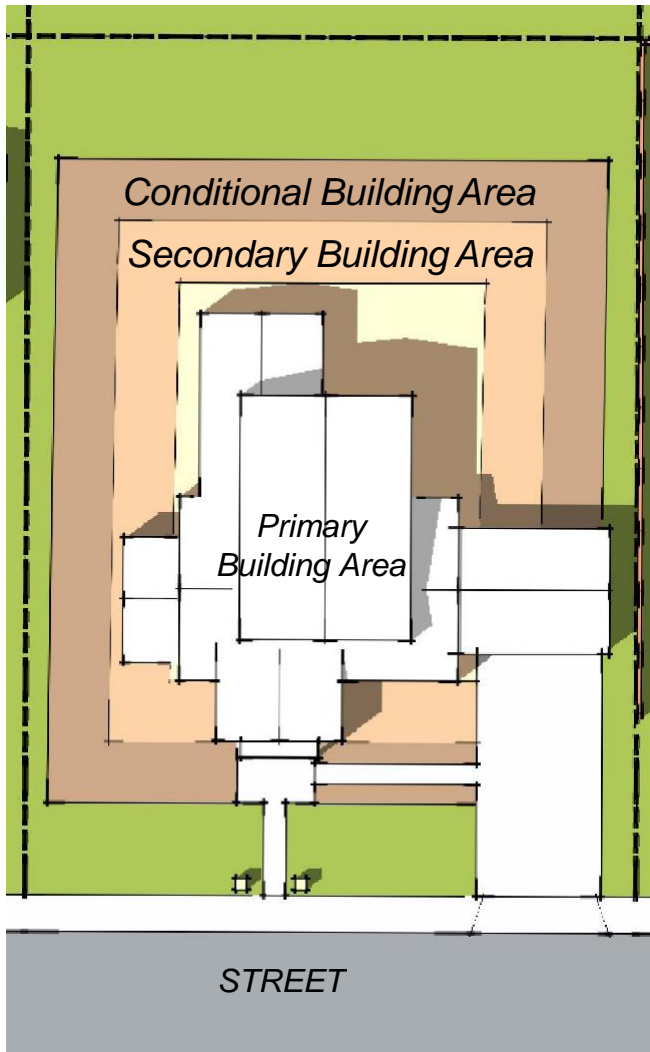 Conditional Building Area
Secondary Building Area
Primary
Building Area
STREET